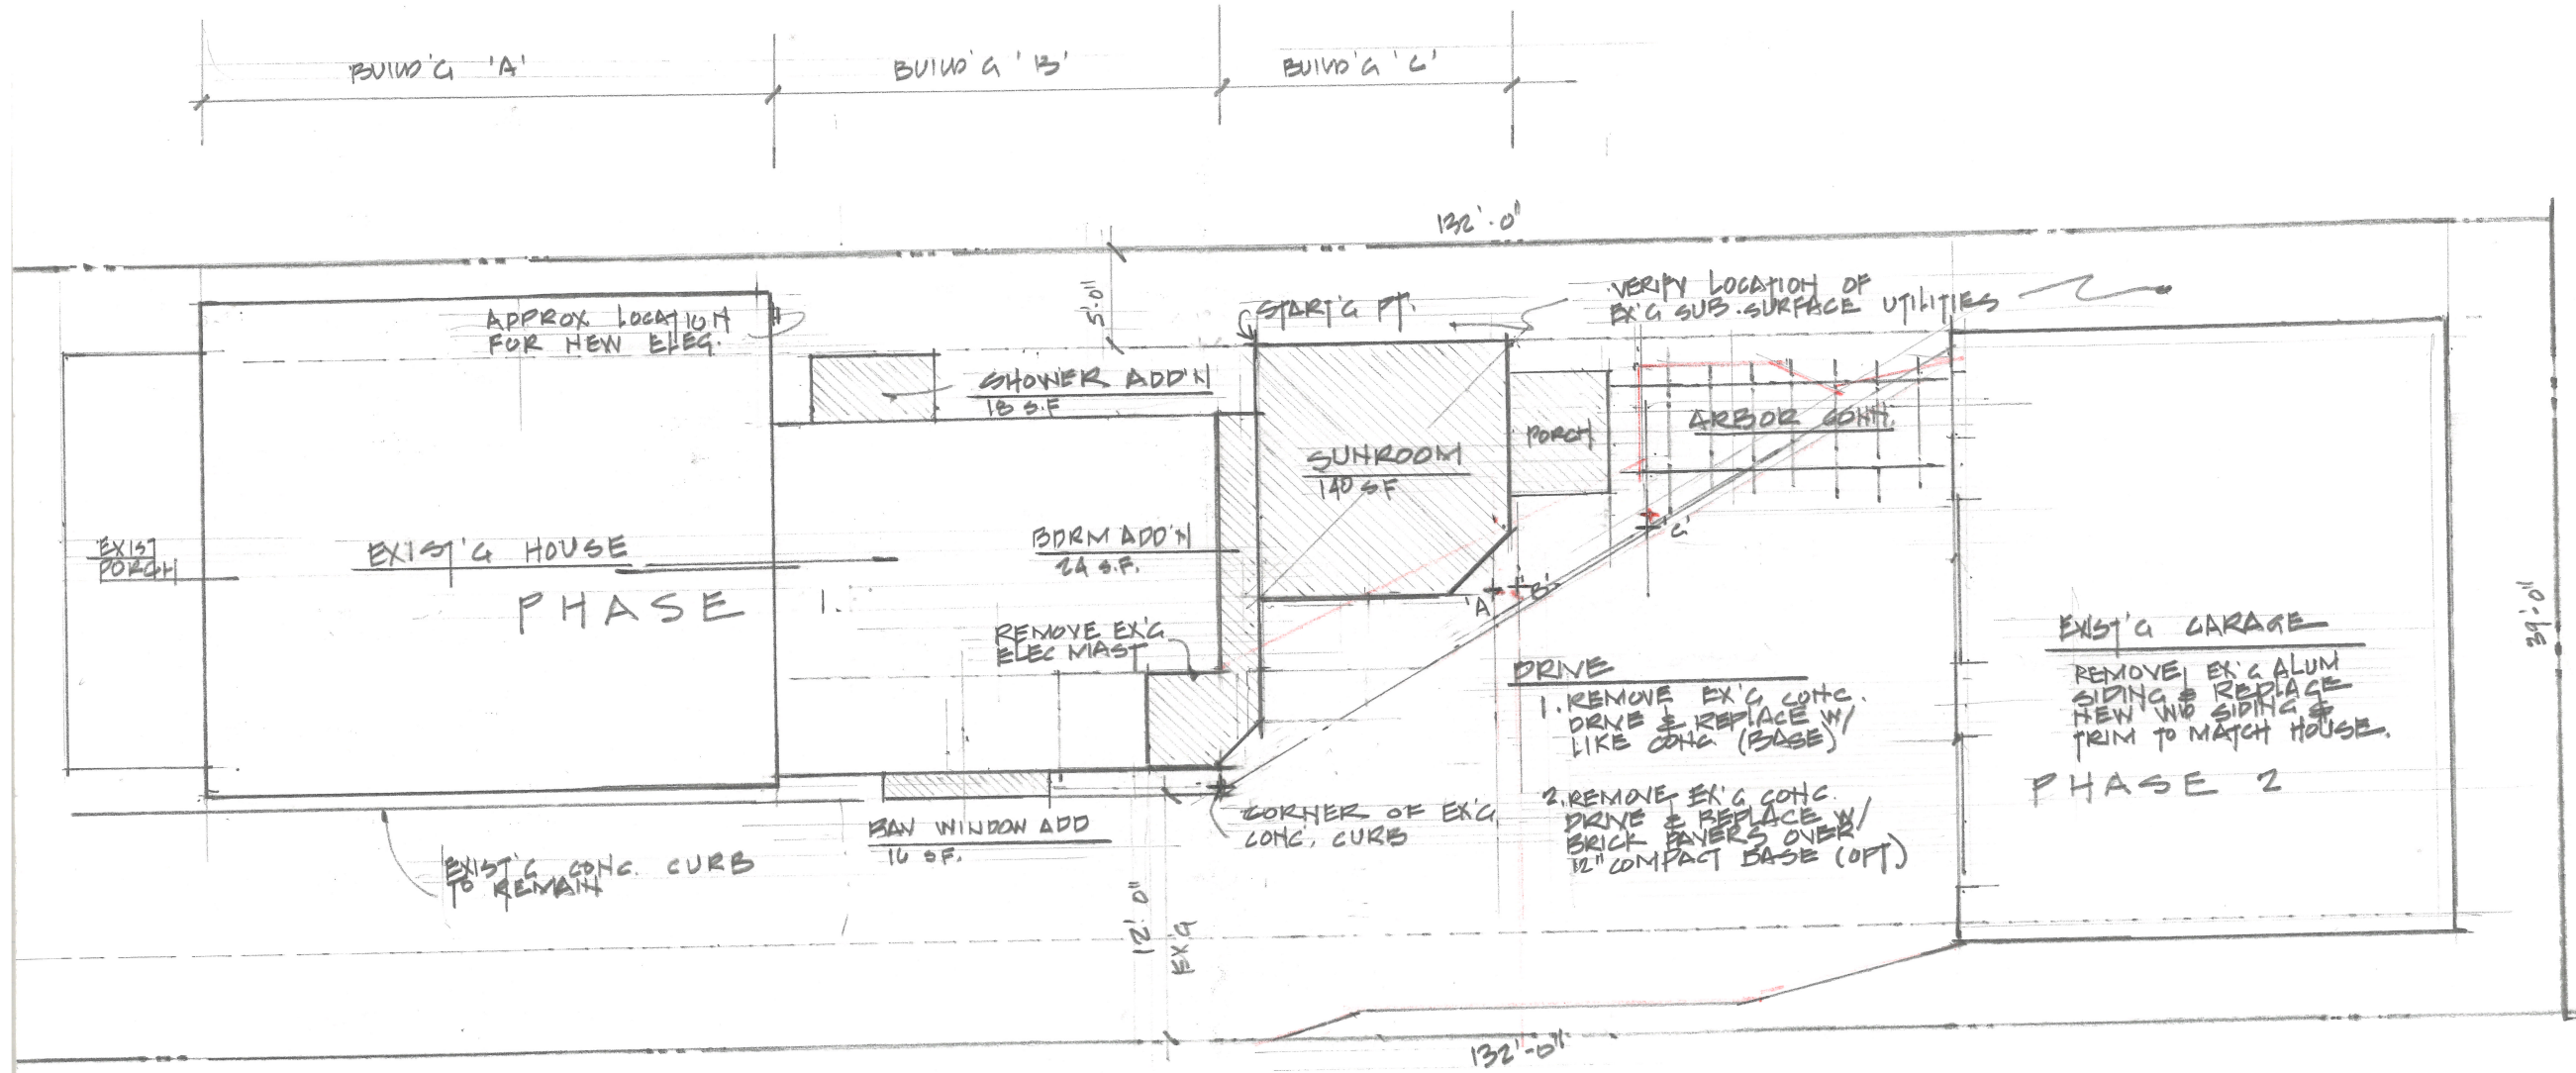 BUILD'G 'A'
BUILD'G 'B'
BUILD'G 'C'
132'-0"
5'-0"
START'G PT.
VERIFY LOCATION OF
EX'G SUB-SURFACE UTILITIES
APPROX LOCATION
FOR NEW ELEC.
SHOWER ADD'N
18 S.F
SUNROOM
140 S.F
PORCH
ARBOR CONN.
'C'
EXIST
PORCH
EXIST'G HOUSE
PHASE 1.
BDRM ADD'N
24 S.F.
'A'
'B'
REMOVE EX'G
ELEC MAST
DRIVE
1. REMOVE EX'G CONC.
DRIVE & REPLACE W/
LIKE CONC (BASE)
2. REMOVE EX'G CONC.
DRIVE & REPLACE W/
BRICK PAVERS OVER
12" COMPACT BASE (OPT)
EXIST'G GARAGE
REMOVE EX'G ALUM
SIDING & REPLACE
NEW WD SIDING &
TRIM TO MATCH HOUSE.
PHASE 2
39'-0"
BAY WINDOW ADD
16 SF.
CORNER OF EX'G
CONC. CURB
EXIST'G CONC. CURB
TO REMAIN
12'-0"
EX'G
132'-0"